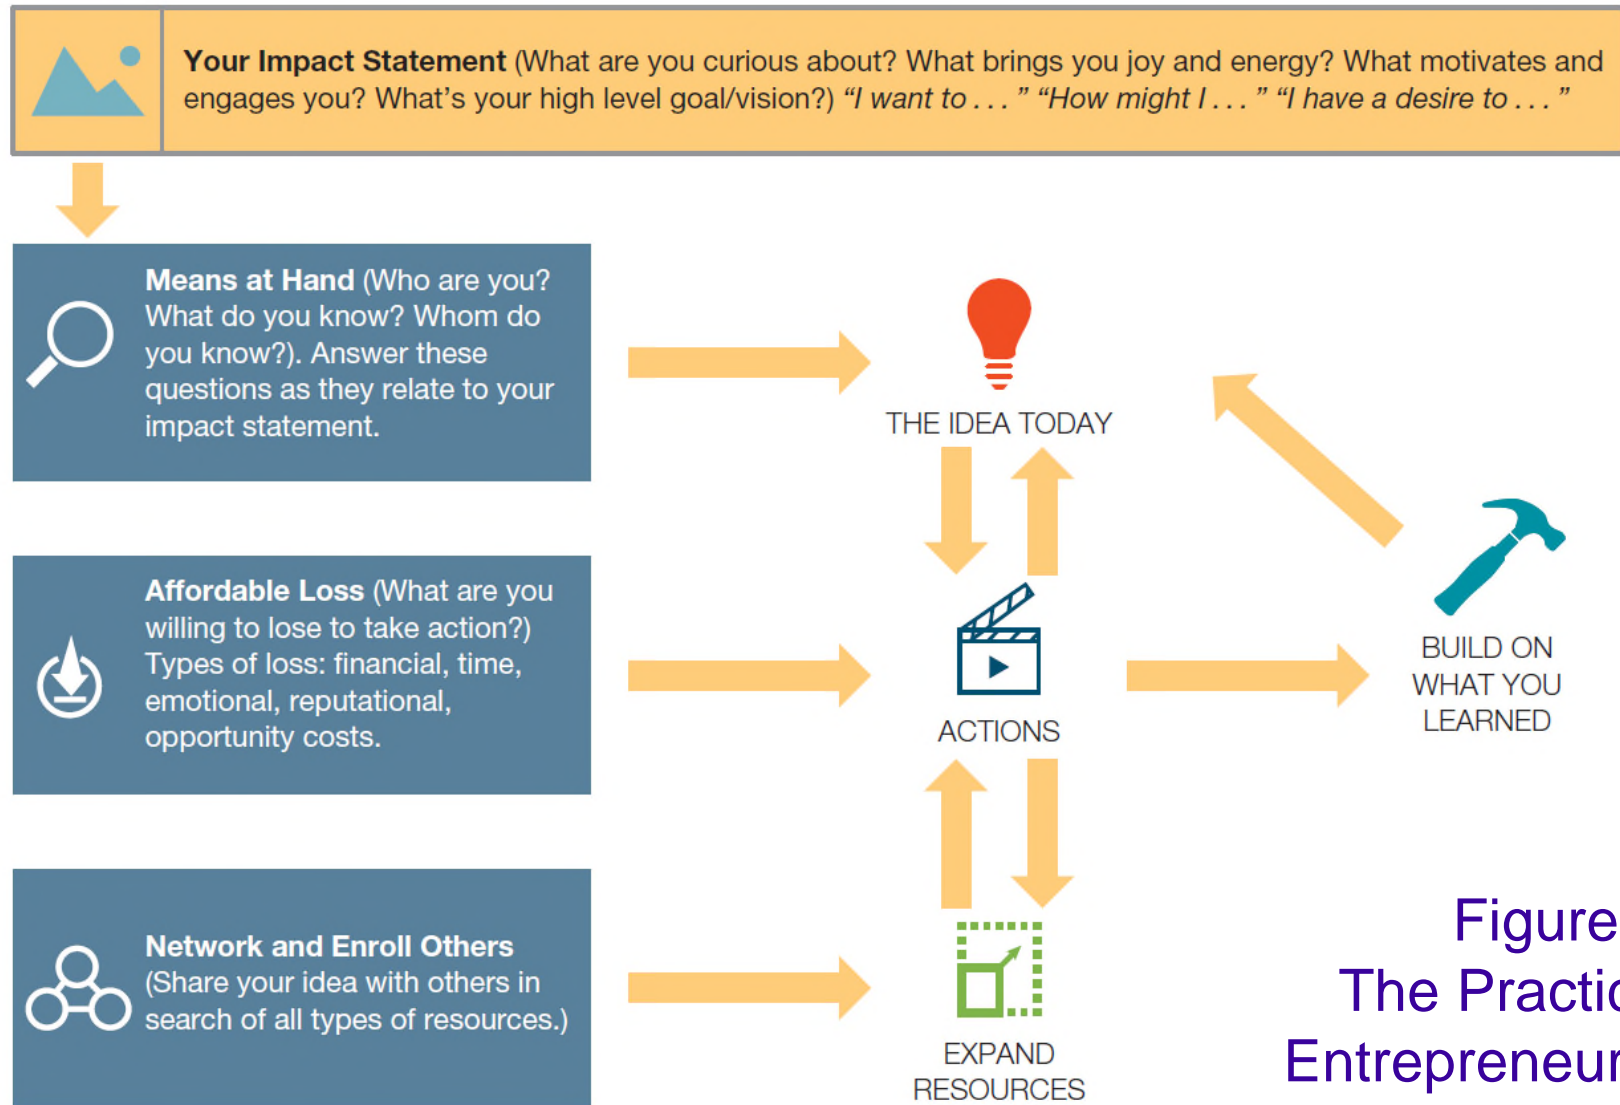 Your Impact Statement (What are you curious about? What brings you joy and energy? What motivates and
engages you? What’s your high level goal/vision?) “I want to . . . ” “How might I . . . ” “I have a desire to . . . ”
Means at Hand (Who are you?
What do you know? Whom do
you know?). Answer these
questions as they relate to your
impact statement.
THE IDEA TODAY
Affordable Loss (What are you
willing to lose to take action?)
Types of loss: financial, time,
emotional, reputational,
opportunity costs.
ACTIONS
BUILD ON
WHAT YOU
LEARNED
Network and Enroll Others
(Share your idea with others in
search of all types of resources.)
EXPAND
RESOURCES
Figure
The